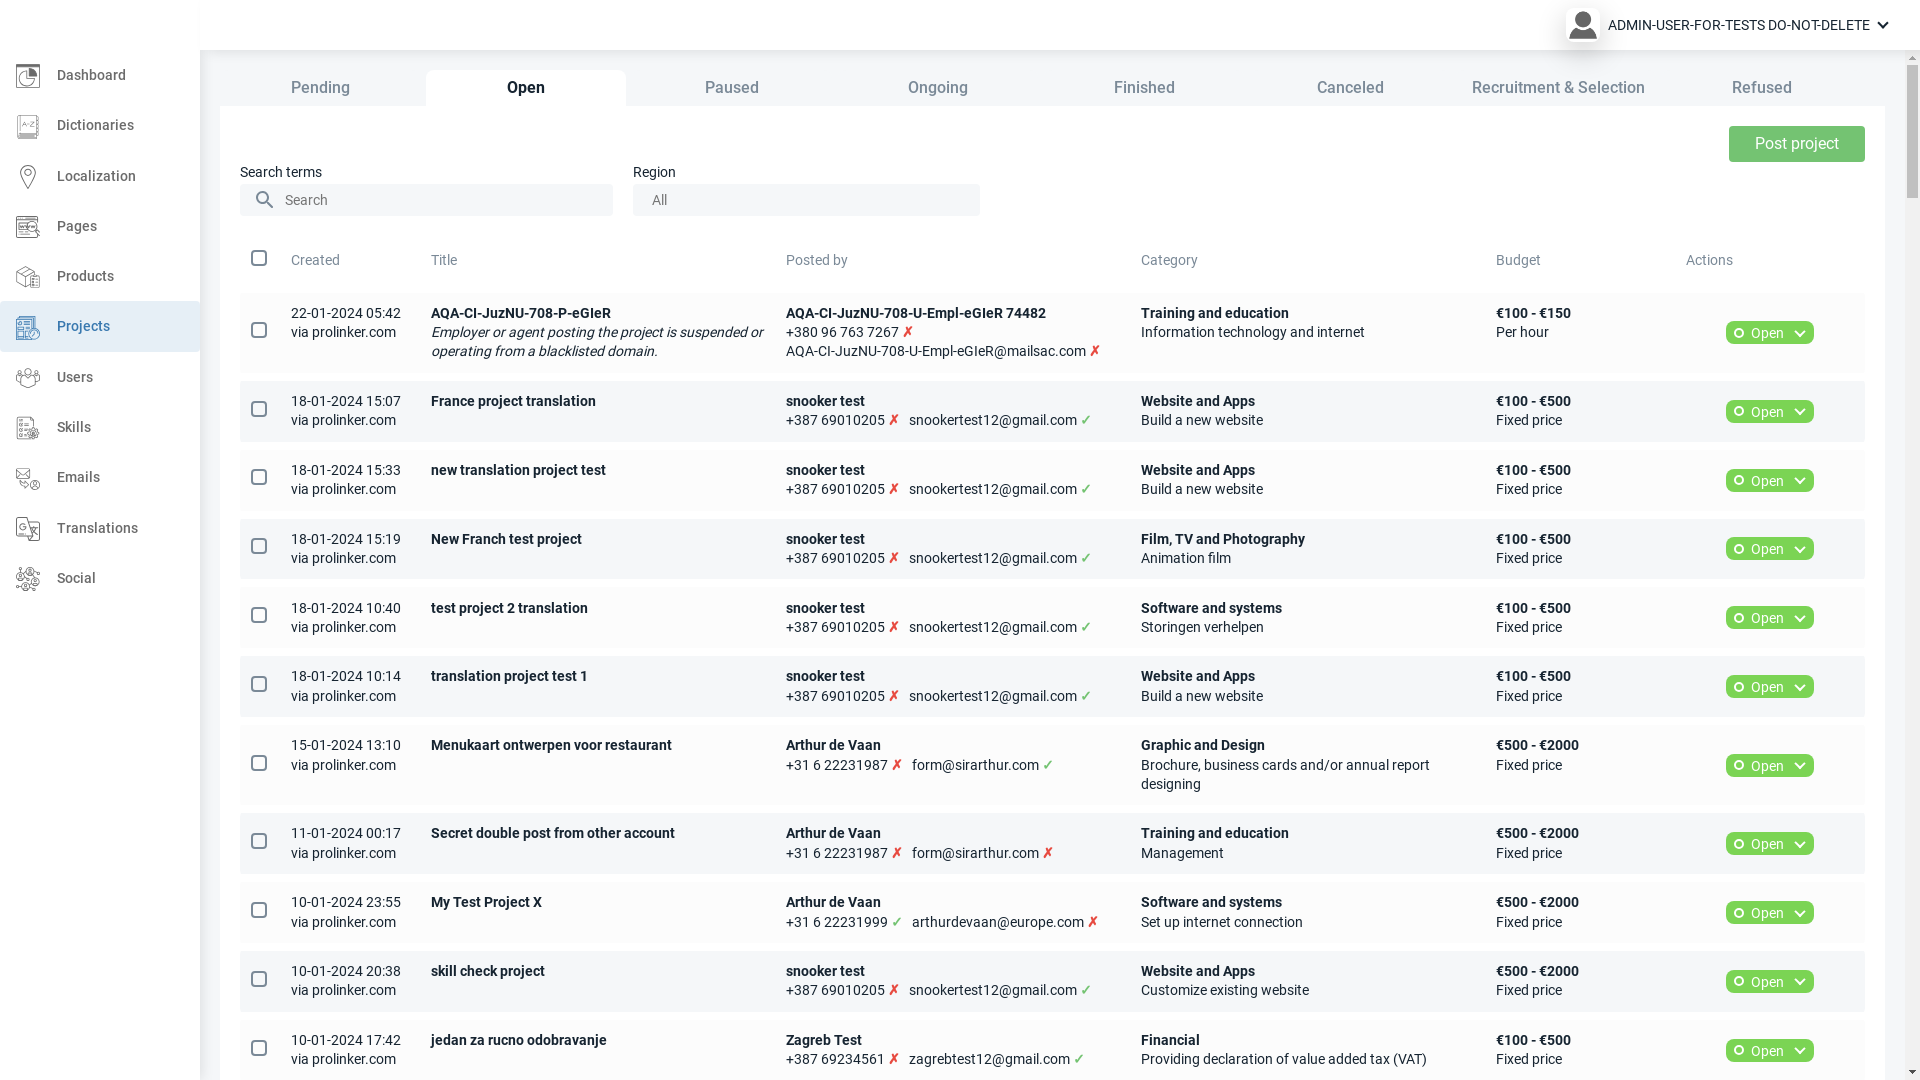 ADMIN-USER-FOR-TESTS DO-NOT-DELETE
Dashboard
Dictionaries
Localization
Pages
Products
Projects
Users
Skills
Emails
Translations
Social
Pending
Open
Paused
Ongoing
Finished
Canceled
Recruitment & Selection
Refused
Post project
Search terms
Search
Region
All
Created
Title
Posted by
Category
Budget
Actions
22-01-2024 05:42
via prolinker.com
AQA-CI-JuzNU-708-P-eGIeR
Employer or agent posting the project is suspended or
operating from a blacklisted domain.
AQA-CI-JuzNU-708-U-Empl-eGIeR 74482
+380 96 763 7267 ✗
AQA-CI-JuzNU-708-U-Empl-eGIeR@mailsac.com ✗
Training and education
Information technology and internet
€100 - €150
Per hour
Open
18-01-2024 15:07
via prolinker.com
France project translation
snooker test
+387 69010205 ✗ snookertest12@gmail.com ✓
Website and Apps
Build a new website
€100 - €500
Fixed price
Open
18-01-2024 15:33
via prolinker.com
new translation project test
snooker test
+387 69010205 ✗ snookertest12@gmail.com ✓
Website and Apps
Build a new website
€100 - €500
Fixed price
Open
18-01-2024 15:19
via prolinker.com
New Franch test project
snooker test
+387 69010205 ✗ snookertest12@gmail.com ✓
Film, TV and Photography
Animation film
€100 - €500
Fixed price
Open
18-01-2024 10:40
via prolinker.com
test project 2 translation
snooker test
+387 69010205 ✗ snookertest12@gmail.com ✓
Software and systems
Storingen verhelpen
€100 - €500
Fixed price
Open
18-01-2024 10:14
via prolinker.com
translation project test 1
snooker test
+387 69010205 ✗ snookertest12@gmail.com ✓
Website and Apps
Build a new website
€100 - €500
Fixed price
Open
15-01-2024 13:10
via prolinker.com
Menukaart ontwerpen voor restaurant
Arthur de Vaan
+31 6 22231987 ✗ form@sirarthur.com ✓
Graphic and Design
Brochure, business cards and/or annual report
designing
€500 - €2000
Fixed price
Open
11-01-2024 00:17
via prolinker.com
Secret double post from other account
Arthur de Vaan
+31 6 22231987 ✗ form@sirarthur.com ✗
Training and education
Management
€500 - €2000
Fixed price
Open
10-01-2024 23:55
via prolinker.com
My Test Project X
Arthur de Vaan
+31 6 22231999 ✓ arthurdevaan@europe.com ✗
Software and systems
Set up internet connection
€500 - €2000
Fixed price
Open
10-01-2024 20:38
via prolinker.com
skill check project
snooker test
+387 69010205 ✗ snookertest12@gmail.com ✓
Website and Apps
Customize existing website
€500 - €2000
Fixed price
Open
10-01-2024 17:42
via prolinker.com
jedan za rucno odobravanje
Zagreb Test
+387 69234561 ✗ zagrebtest12@gmail.com ✓
Financial
Providing declaration of value added tax (VAT)
€100 - €500
Fixed price
Open